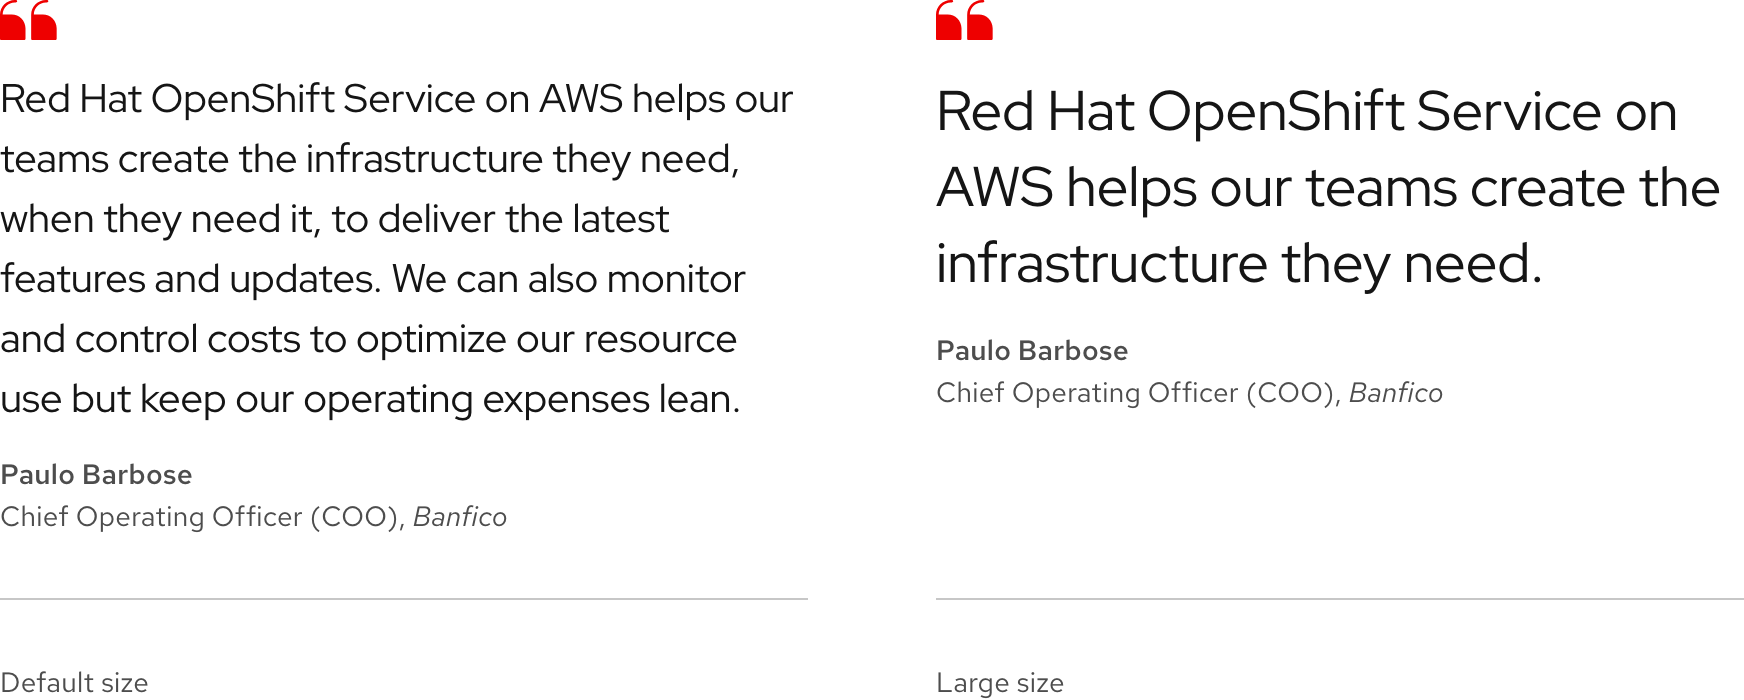 Red Hat OpenShift Service on AWS helps our
teams create the infrastructure they need,
when they need it, to deliver the latest
features and updates. We can also monitor
and control costs to optimize our resource
use but keep our operating expenses lean.
Paulo Barbose
Chief Operating Officer (COO), Banfico
Default size
Red Hat OpenShift Service on
AWS helps our teams create the
infrastructure they need.
Paulo Barbose
Chief Operating Officer (COO), Banfico
Large size